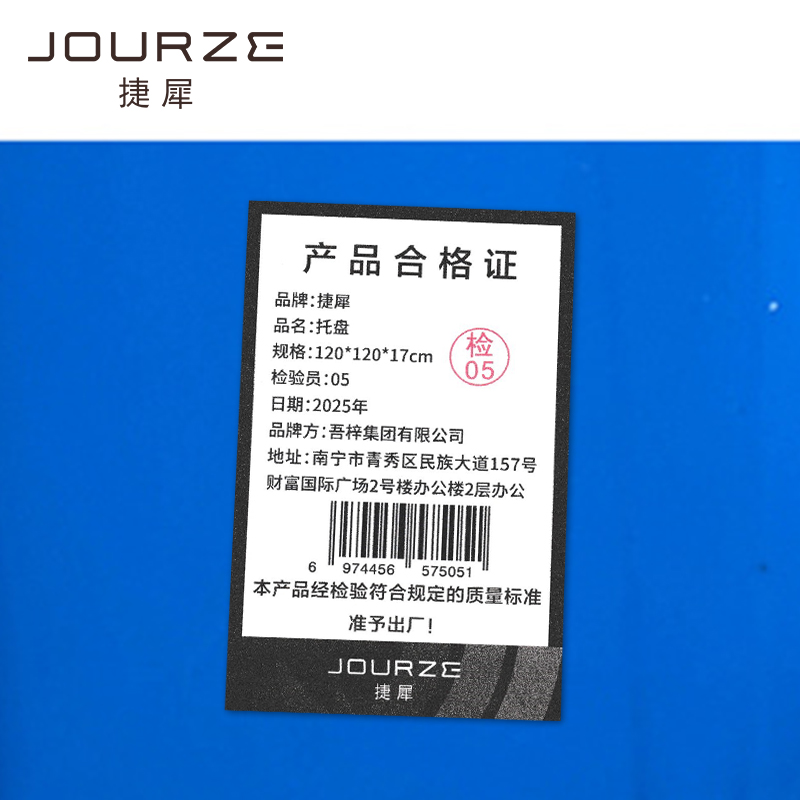 JOURZE
捷犀
产品合格证
品牌:捷犀
品名:托盘
规格:120*120*17cm
检验员:05
日期:2025年
检
05
品牌方:吾梓集团有限公司
地址:南宁市青秀区民族大道157号
财富国际广场2号楼办公楼2层办公
6 974456 575051
本产品经检验符合规定的质量标准
准予出厂!
JOURZE
捷犀